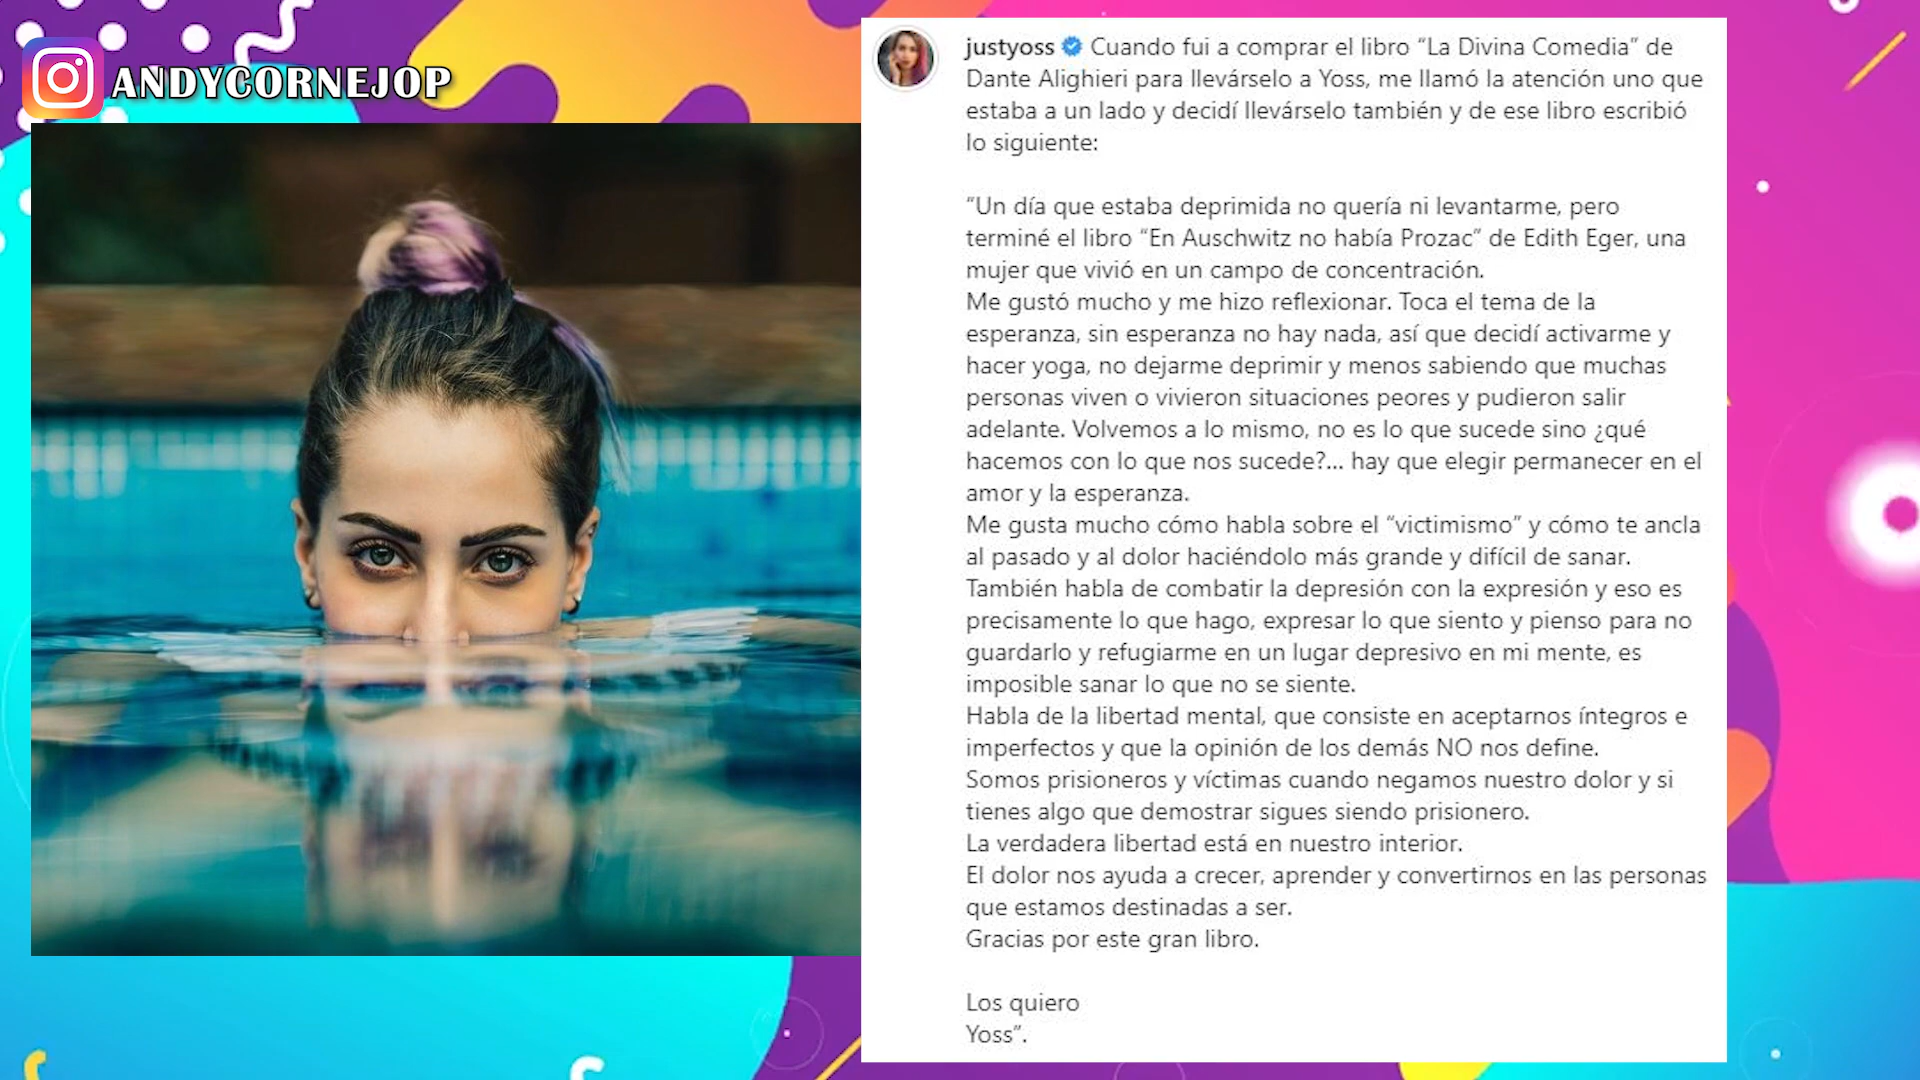 ANDYCORNEJOP
justyoss Cuando fui a comprar el libro “La Divina Comedia” de
Dante Alighieri para llevárselo a Yoss, me llamó la atención uno que
estaba a un lado y decidí llevárselo también y de ese libro escribió
lo siguiente:
“Un día que estaba deprimida no quería ni levantarme, pero
terminé el libro “En Auschwitz no había Prozac” de Edith Eger, una
mujer que vivió en un campo de concentración.
Me gustó mucho y me hizo reflexionar. Toca el tema de la
esperanza, sin esperanza no hay nada, así que decidí activarme y
hacer yoga, no dejarme deprimir y menos sabiendo que muchas
personas viven o vivieron situaciones peores y pudieron salir
adelante. Volvemos a lo mismo, no es lo que sucede sino ¿qué
hacemos con lo que nos sucede?... hay que elegir permanecer en el
amor y la esperanza.
Me gusta mucho cómo habla sobre el “victimismo” y cómo te ancla
al pasado y al dolor haciéndolo más grande y difícil de sanar.
También habla de combatir la depresión con la expresión y eso es
precisamente lo que hago, expresar lo que siento y pienso para no
guardarlo y refugiarme en un lugar depresivo en mi mente, es
imposible sanar lo que no se siente.
Habla de la libertad mental, que consiste en aceptarnos íntegros e
imperfectos y que la opinión de los demás NO nos define.
Somos prisioneros y víctimas cuando negamos nuestro dolor y si
tienes algo que demostrar sigues siendo prisionero.
La verdadera libertad está en nuestro interior.
El dolor nos ayuda a crecer, aprender y convertirnos en las personas
que estamos destinadas a ser.
Gracias por este gran libro.
Los quiero
Yoss”.